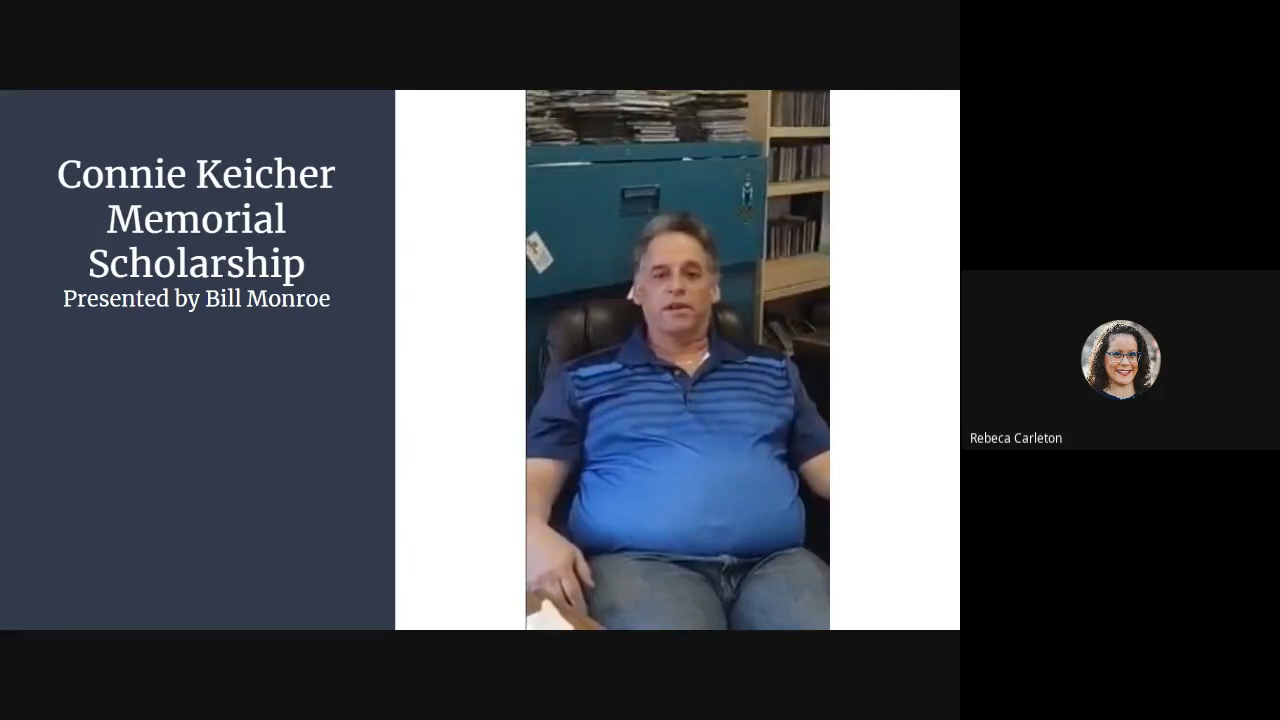 Connie Keicher
Memorial
Scholarship
Presented by Bill Monroe
Rebeca Carleton